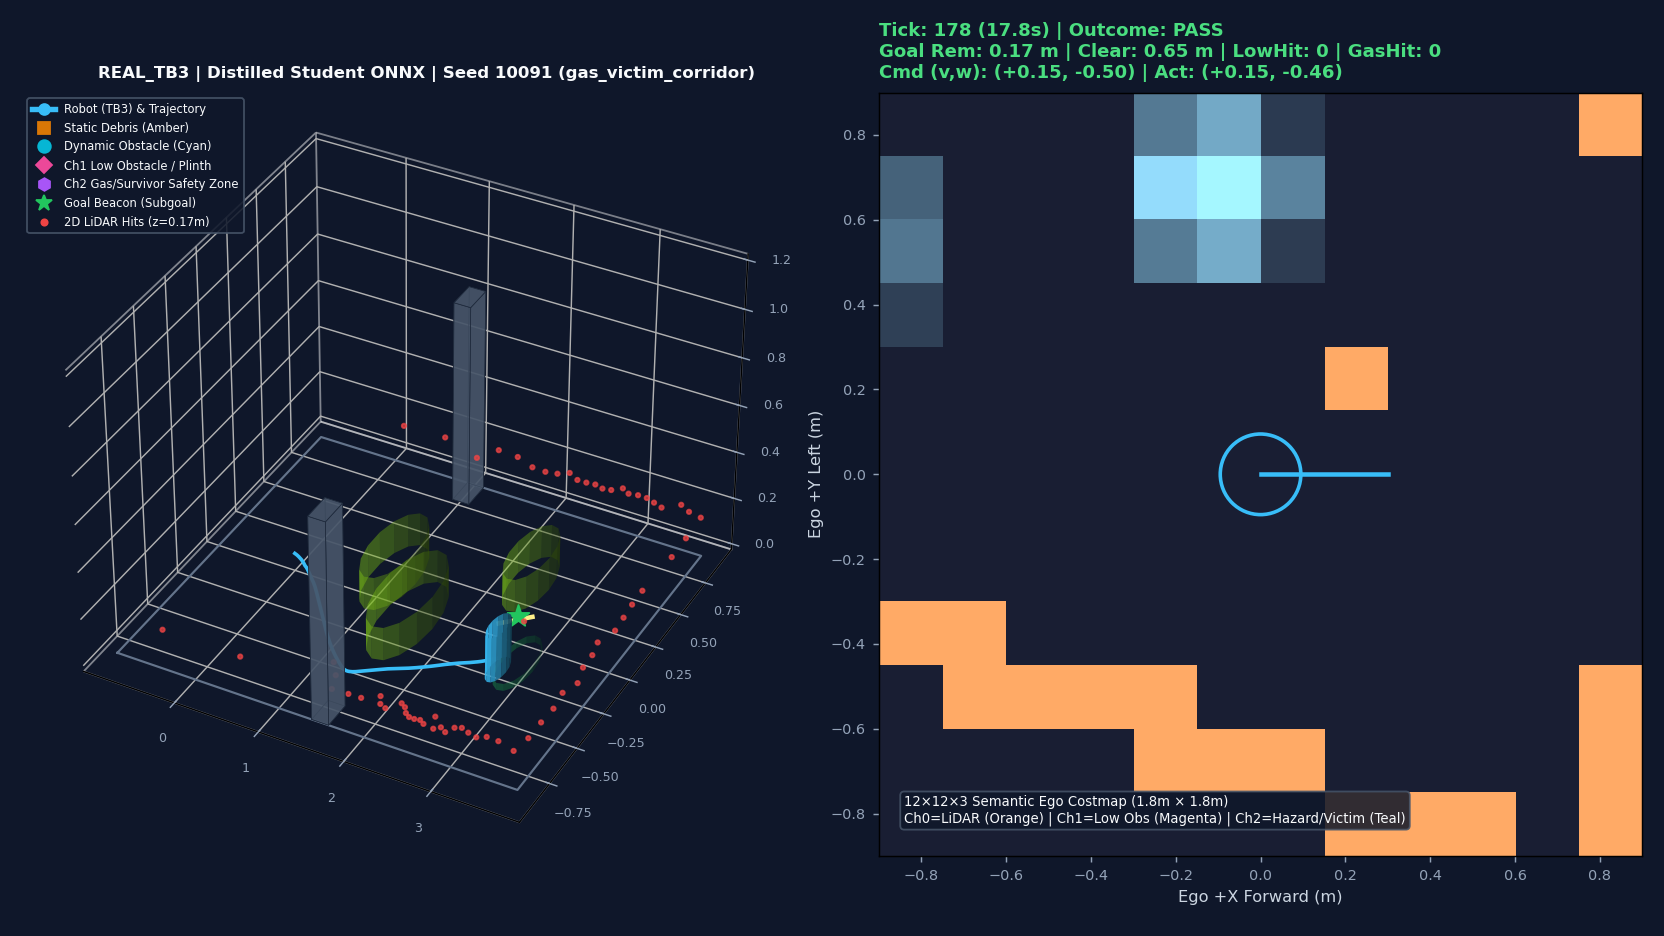 REAL_TB3 | Distilled Student ONNX | Seed 10091 (gas_victim_corridor)
Robot (TB3) & Trajectory
Static Debris (Amber)
Dynamic Obstacle (Cyan)
Ch1 Low Obstacle / Plinth
Ch2 Gas/Survivor Safety Zone
Goal Beacon (Subgoal)
2D LiDAR Hits (z=0.17m)
1.2
1.0
0.8
0.6
0.4
0.2
0.0
0.75
0.50
0.25
0.00
−0.25
−0.50
−0.75
0
1
2
3
Tick: 178 (17.8s) | Outcome: PASS
Goal Rem: 0.17 m | Clear: 0.65 m | LowHit: 0 | GasHit: 0
Cmd (v,w): (+0.15, -0.50) | Act: (+0.15, -0.46)
Ego +Y Left (m)
0.8
0.6
0.4
0.2
0.0
−0.2
−0.4
−0.6
−0.8
12×12×3 Semantic Ego Costmap (1.8m × 1.8m)
Ch0=LiDAR (Orange) | Ch1=Low Obs (Magenta) | Ch2=Hazard/Victim (Teal)
−0.8 −0.6 −0.4 −0.2 0.0 0.2 0.4 0.6 0.8
Ego +X Forward (m)